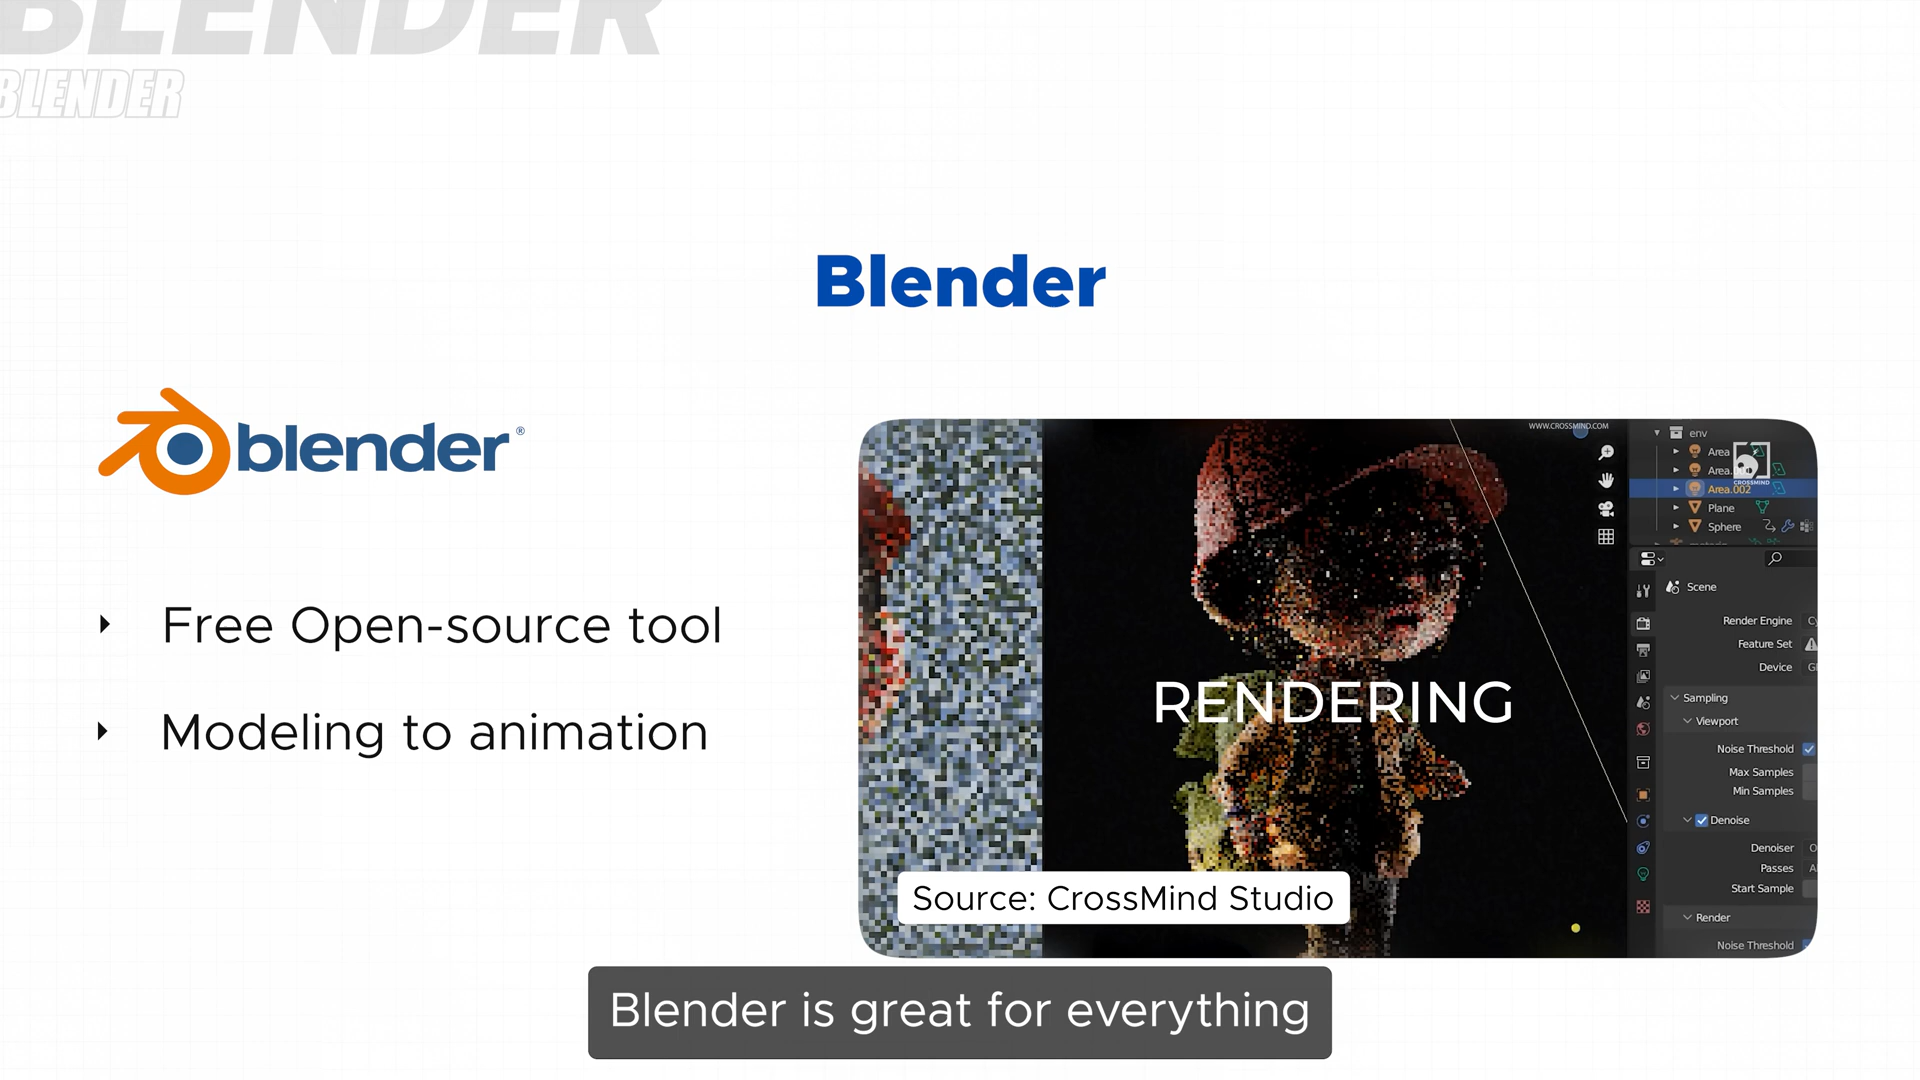 BLENDER
BLENDER
Blender
blender®
Free Open-source tool
Modeling to animation
WWW.CROSSMIND.COM
env
Area
CROSSMIND
Area.002
Plane
Sphere
Scene
Render Engine
Feature Set
Device
Sampling
Viewport
Noise Threshold
Max Samples
Min Samples
Denoise
Denoiser
Passes
Start Sample
Render
Noise Threshold
RENDERING
Source: CrossMind Studio
Blender is great for everything